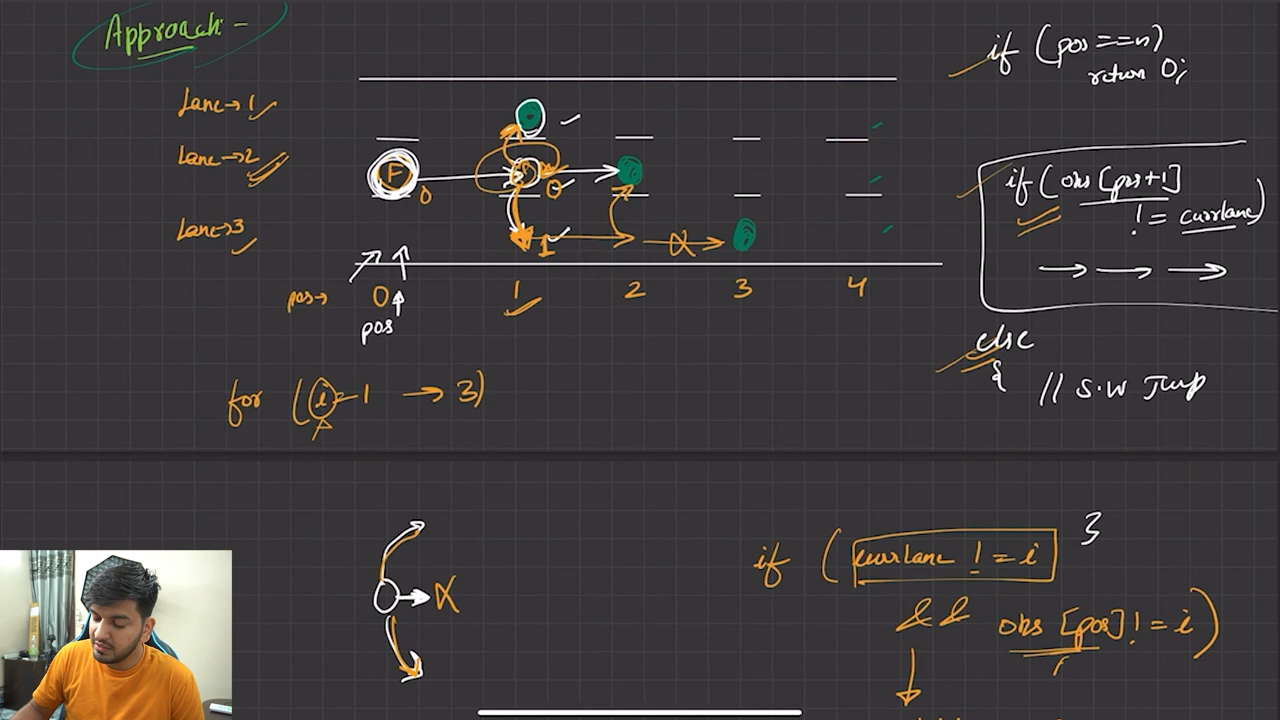 Approach -
if (pos==n)
return 0;
Lane→1
Lane→2
Lane→3
F
0
0
1
α
if (obs[pos+1]
!= currlane)
pos→ 0 1 2 3 4
pos
else
{
// S.W Jump
for (i=1 → 3)
α
}
if (currlane != i
&& obs[pos] != i)